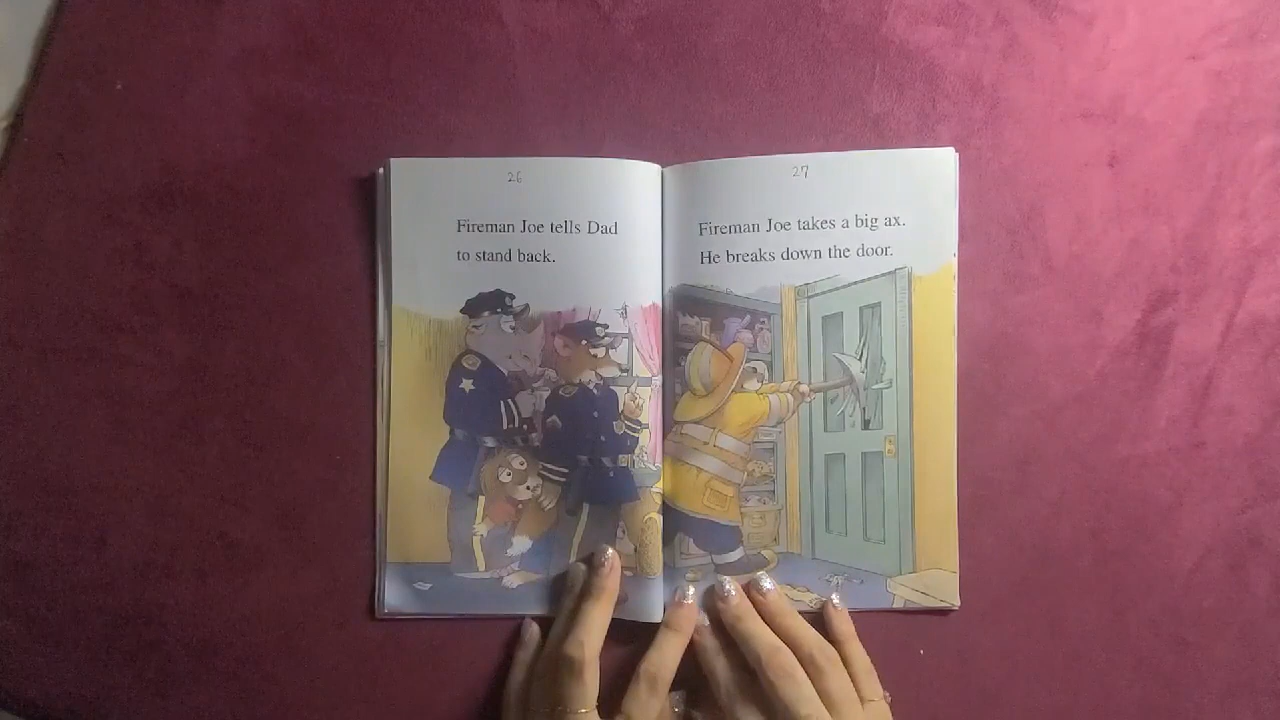 26
Fireman Joe tells Dad
to stand back.
27
Fireman Joe takes a big ax.
He breaks down the door.